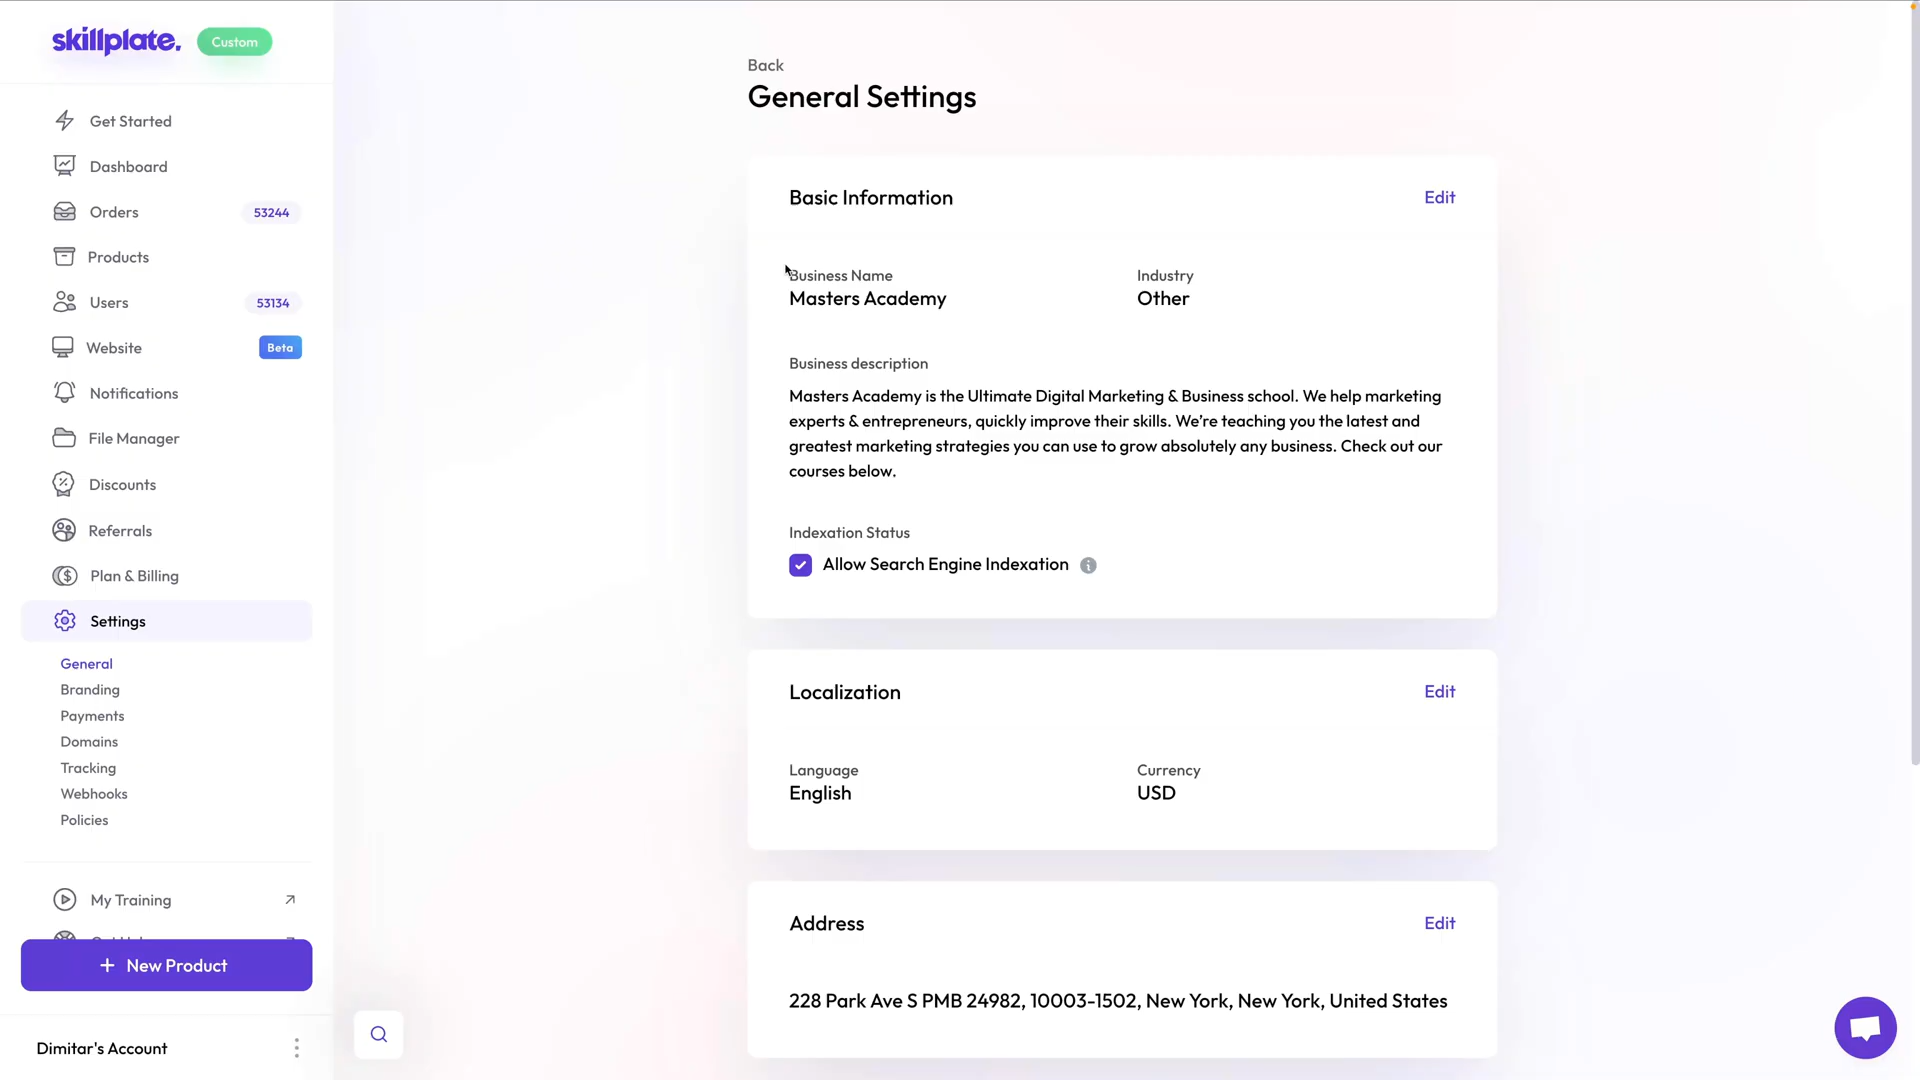 skillplate.
Custom
Get Started
Dashboard
Orders
53244
Products
Users
53134
Website
Beta
Notifications
File Manager
Discounts
Referrals
Plan & Billing
Settings
General
Branding
Payments
Domains
Tracking
Webhooks
Policies
My Training
+ New Product
Dimitar's Account
Back
General Settings
Basic Information
Edit
Business Name
Masters Academy
Industry
Other
Business description
Masters Academy is the Ultimate Digital Marketing & Business school. We help marketing
experts & entrepreneurs, quickly improve their skills. We're teaching you the latest and
greatest marketing strategies you can use to grow absolutely any business. Check out our
courses below.
Indexation Status
Allow Search Engine Indexation
Localization
Edit
Language
English
Currency
USD
Address
Edit
228 Park Ave S PMB 24982, 10003-1502, New York, New York, United States